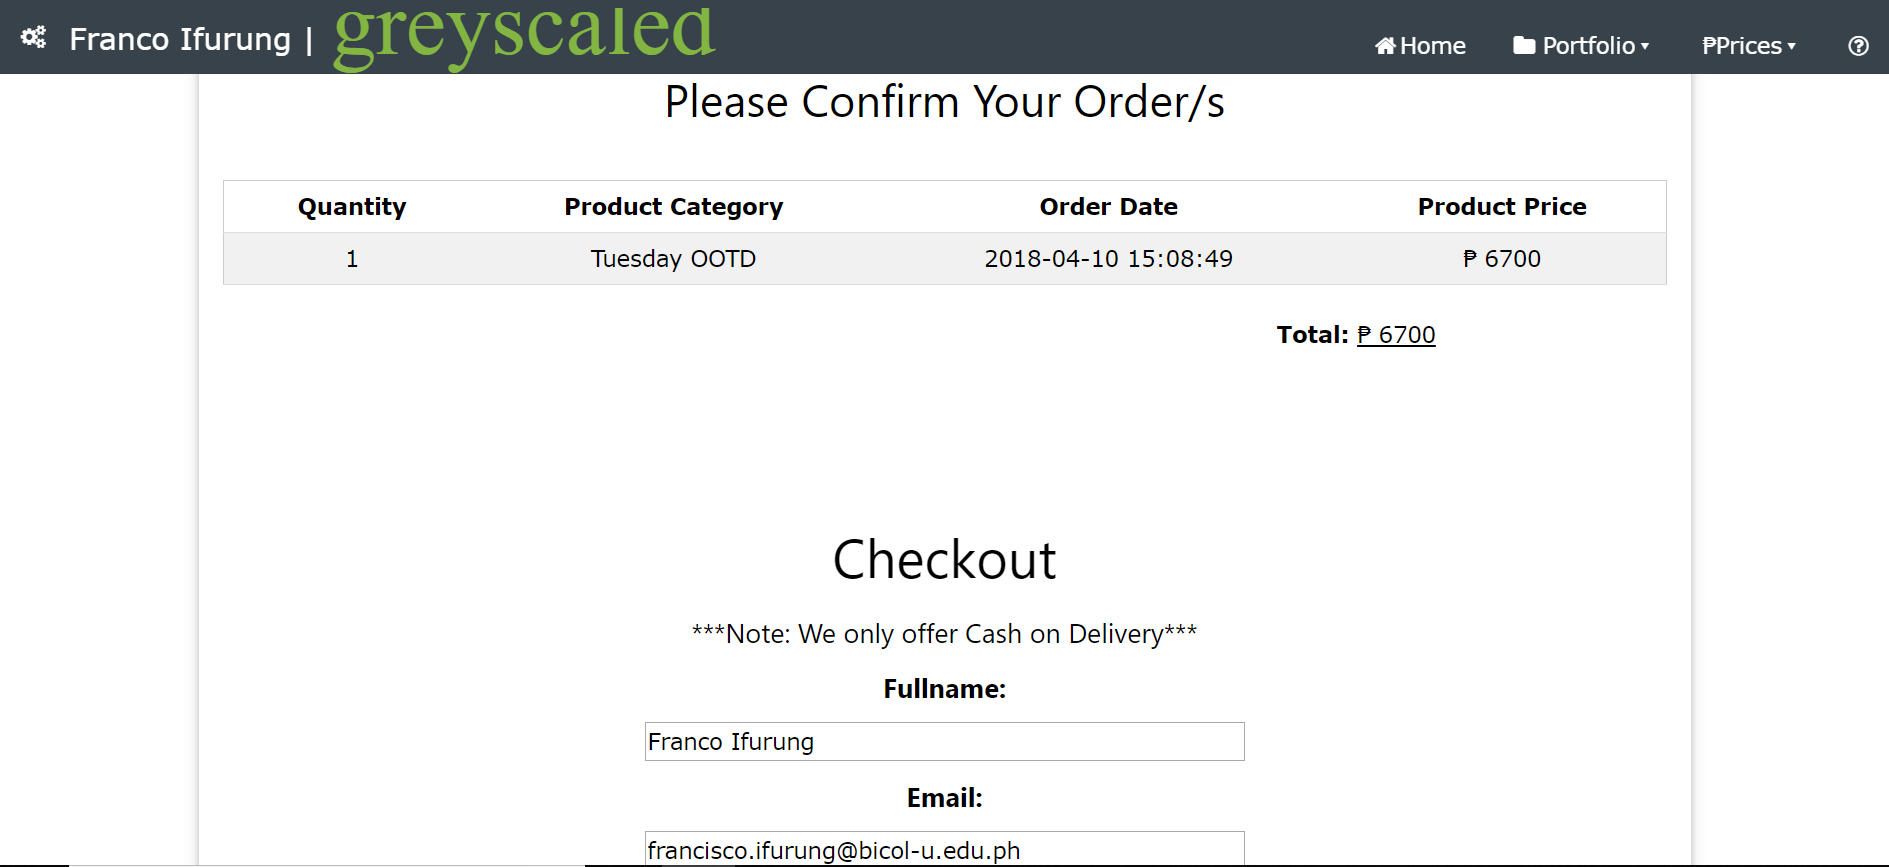 Franco Ifurung | greyscaled Home Portfolio ₱Prices
Please Confirm Your Order/s
Quantity Product Category Order Date Product Price
1 Tuesday OOTD 2018-04-10 15:08:49 ₱ 6700
Total: ₱ 6700
Checkout
***Note: We only offer Cash on Delivery***
Fullname:
Franco Ifurung
Email:
francisco.ifurung@bicol-u.edu.ph